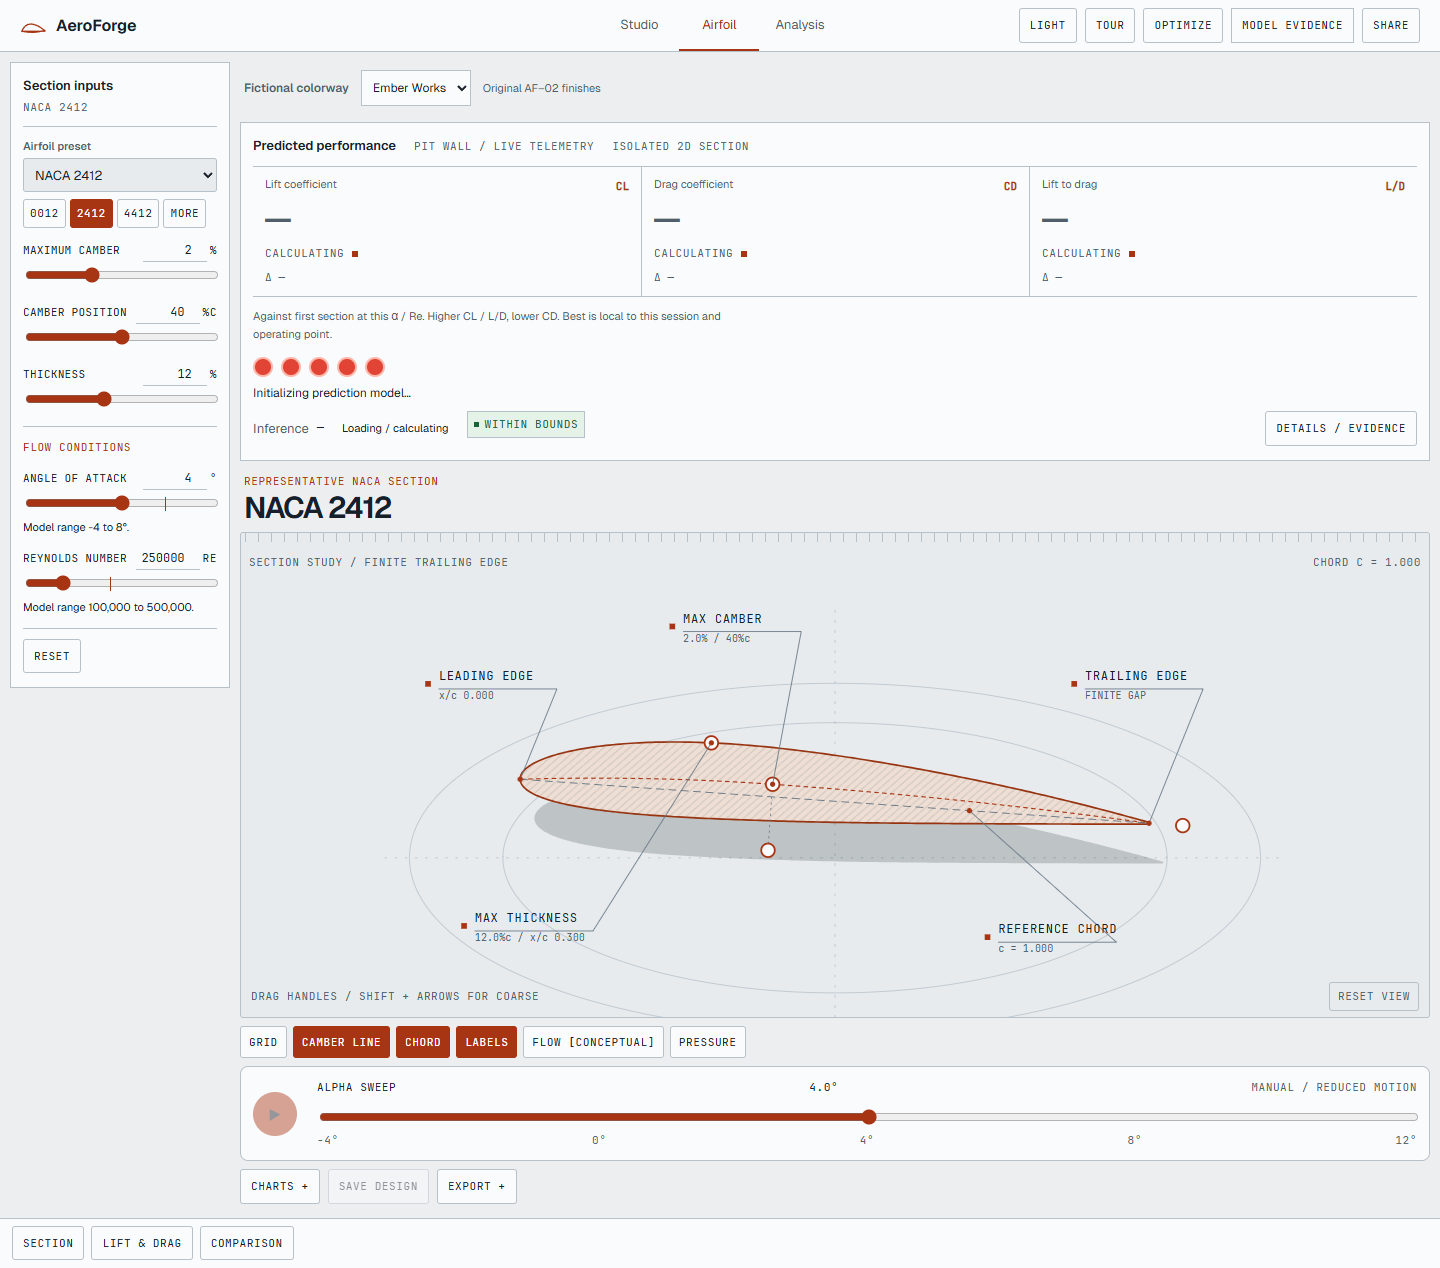 AeroForge
Studio
Airfoil
Analysis
LIGHT
TOUR
OPTIMIZE
MODEL EVIDENCE
SHARE
Section inputs
NACA 2412
Airfoil preset
NACA 2412
0012
2412
4412
MORE
MAXIMUM CAMBER 2 %
CAMBER POSITION 40 %C
THICKNESS 12 %
FLOW CONDITIONS
ANGLE OF ATTACK 4 °
Model range -4 to 8°.
REYNOLDS NUMBER 250000 RE
Model range 100,000 to 500,000.
RESET
Fictional colorway
Ember Works
Original AF-02 finishes
Predicted performance
PIT WALL / LIVE TELEMETRY
ISOLATED 2D SECTION
Lift coefficient CL
—
CALCULATING
Δ —
Drag coefficient CD
—
CALCULATING
Δ —
Lift to drag L/D
—
CALCULATING
Δ —
Against first section at this α / Re. Higher CL / L/D, lower CD. Best is local to this session and
operating point.
Initializing prediction model…
Inference —
Loading / calculating
WITHIN BOUNDS
DETAILS / EVIDENCE
REPRESENTATIVE NACA SECTION
NACA 2412
SECTION STUDY / FINITE TRAILING EDGE
CHORD C = 1.000
MAX CAMBER
2.0% / 40%c
LEADING EDGE
x/c 0.000
TRAILING EDGE
FINITE GAP
MAX THICKNESS
12.0%c / x/c 0.300
REFERENCE CHORD
c = 1.000
DRAG HANDLES / SHIFT + ARROWS FOR COARSE
RESET VIEW
GRID
CAMBER LINE
CHORD
LABELS
FLOW [CONCEPTUAL]
PRESSURE
ALPHA SWEEP
4.0°
MANUAL / REDUCED MOTION
-4°
0°
4°
8°
12°
CHARTS +
SAVE DESIGN
EXPORT +
SECTION
LIFT & DRAG
COMPARISON